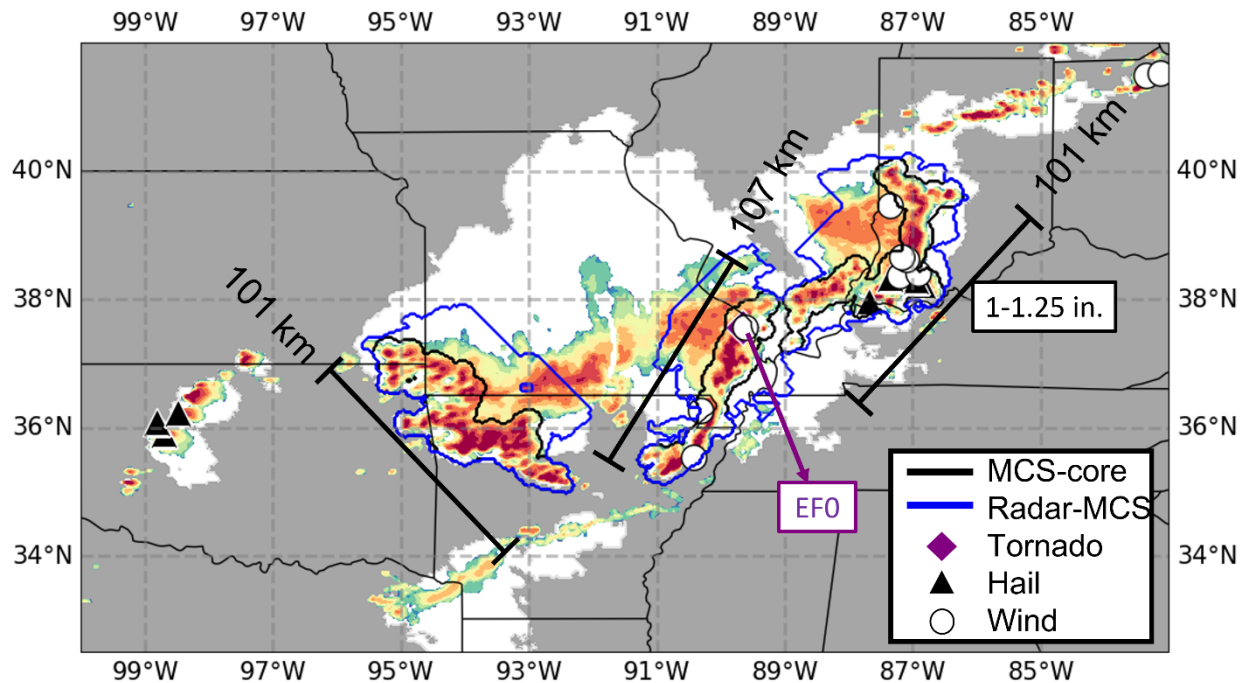 99°W 97°W 95°W 93°W 91°W 89°W 87°W 85°W
40°N 40°N
38°N 38°N
36°N 36°N
34°N 34°N
101 km
107 km
101 km
1-1.25 in.
EF0
MCS-core
Radar-MCS
Tornado
Hail
Wind
99°W 97°W 95°W 93°W 91°W 89°W 87°W 85°W